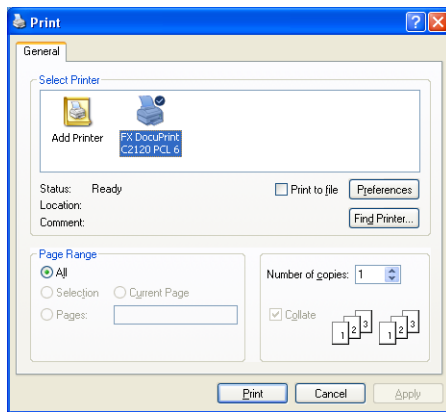 Print
General
Select Printer
Add Printer
FX DocuPrint
C2120 PCL 6
Status: Ready
Print to file
Preferences
Location:
Comment:
Find Printer...
Page Range
All
Selection
Current Page
Pages:
Number of copies: 1
Collate
1 2 3 1 2 3
Print
Cancel
Apply